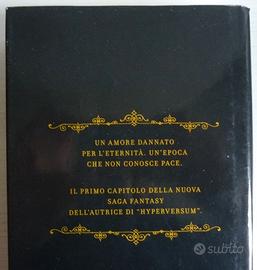 UN AMORE DANNATO
PER L'ETERNITÀ. UN'EPOCA
CHE NON CONOSCE PACE.
IL PRIMO CAPITOLO DELLA NUOVA
SAGA FANTASY
DELL'AUTRICE DI "HYPERVERSUM".
subito